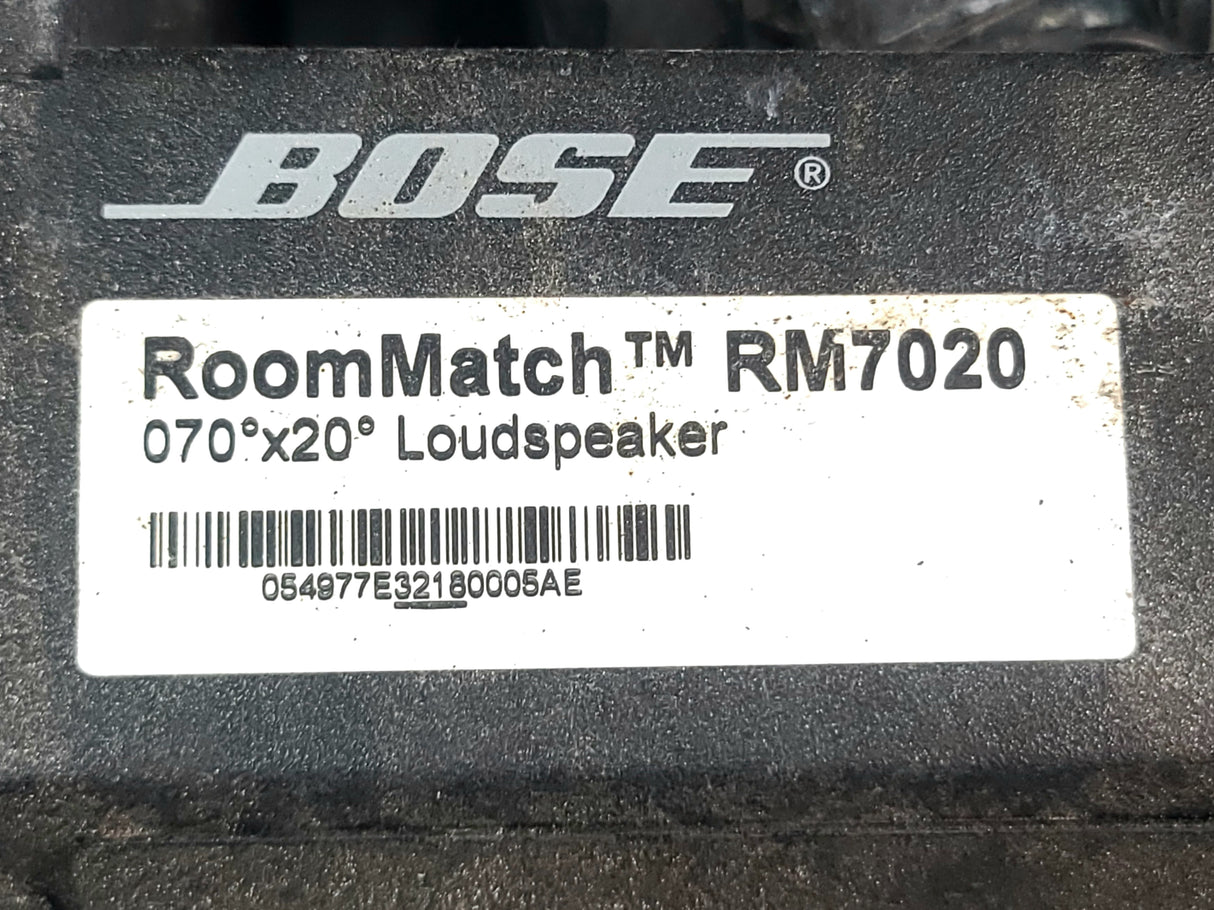 BOSE®
RoomMatch™ RM7020
070°x20° Loudspeaker
054977E32180005AE